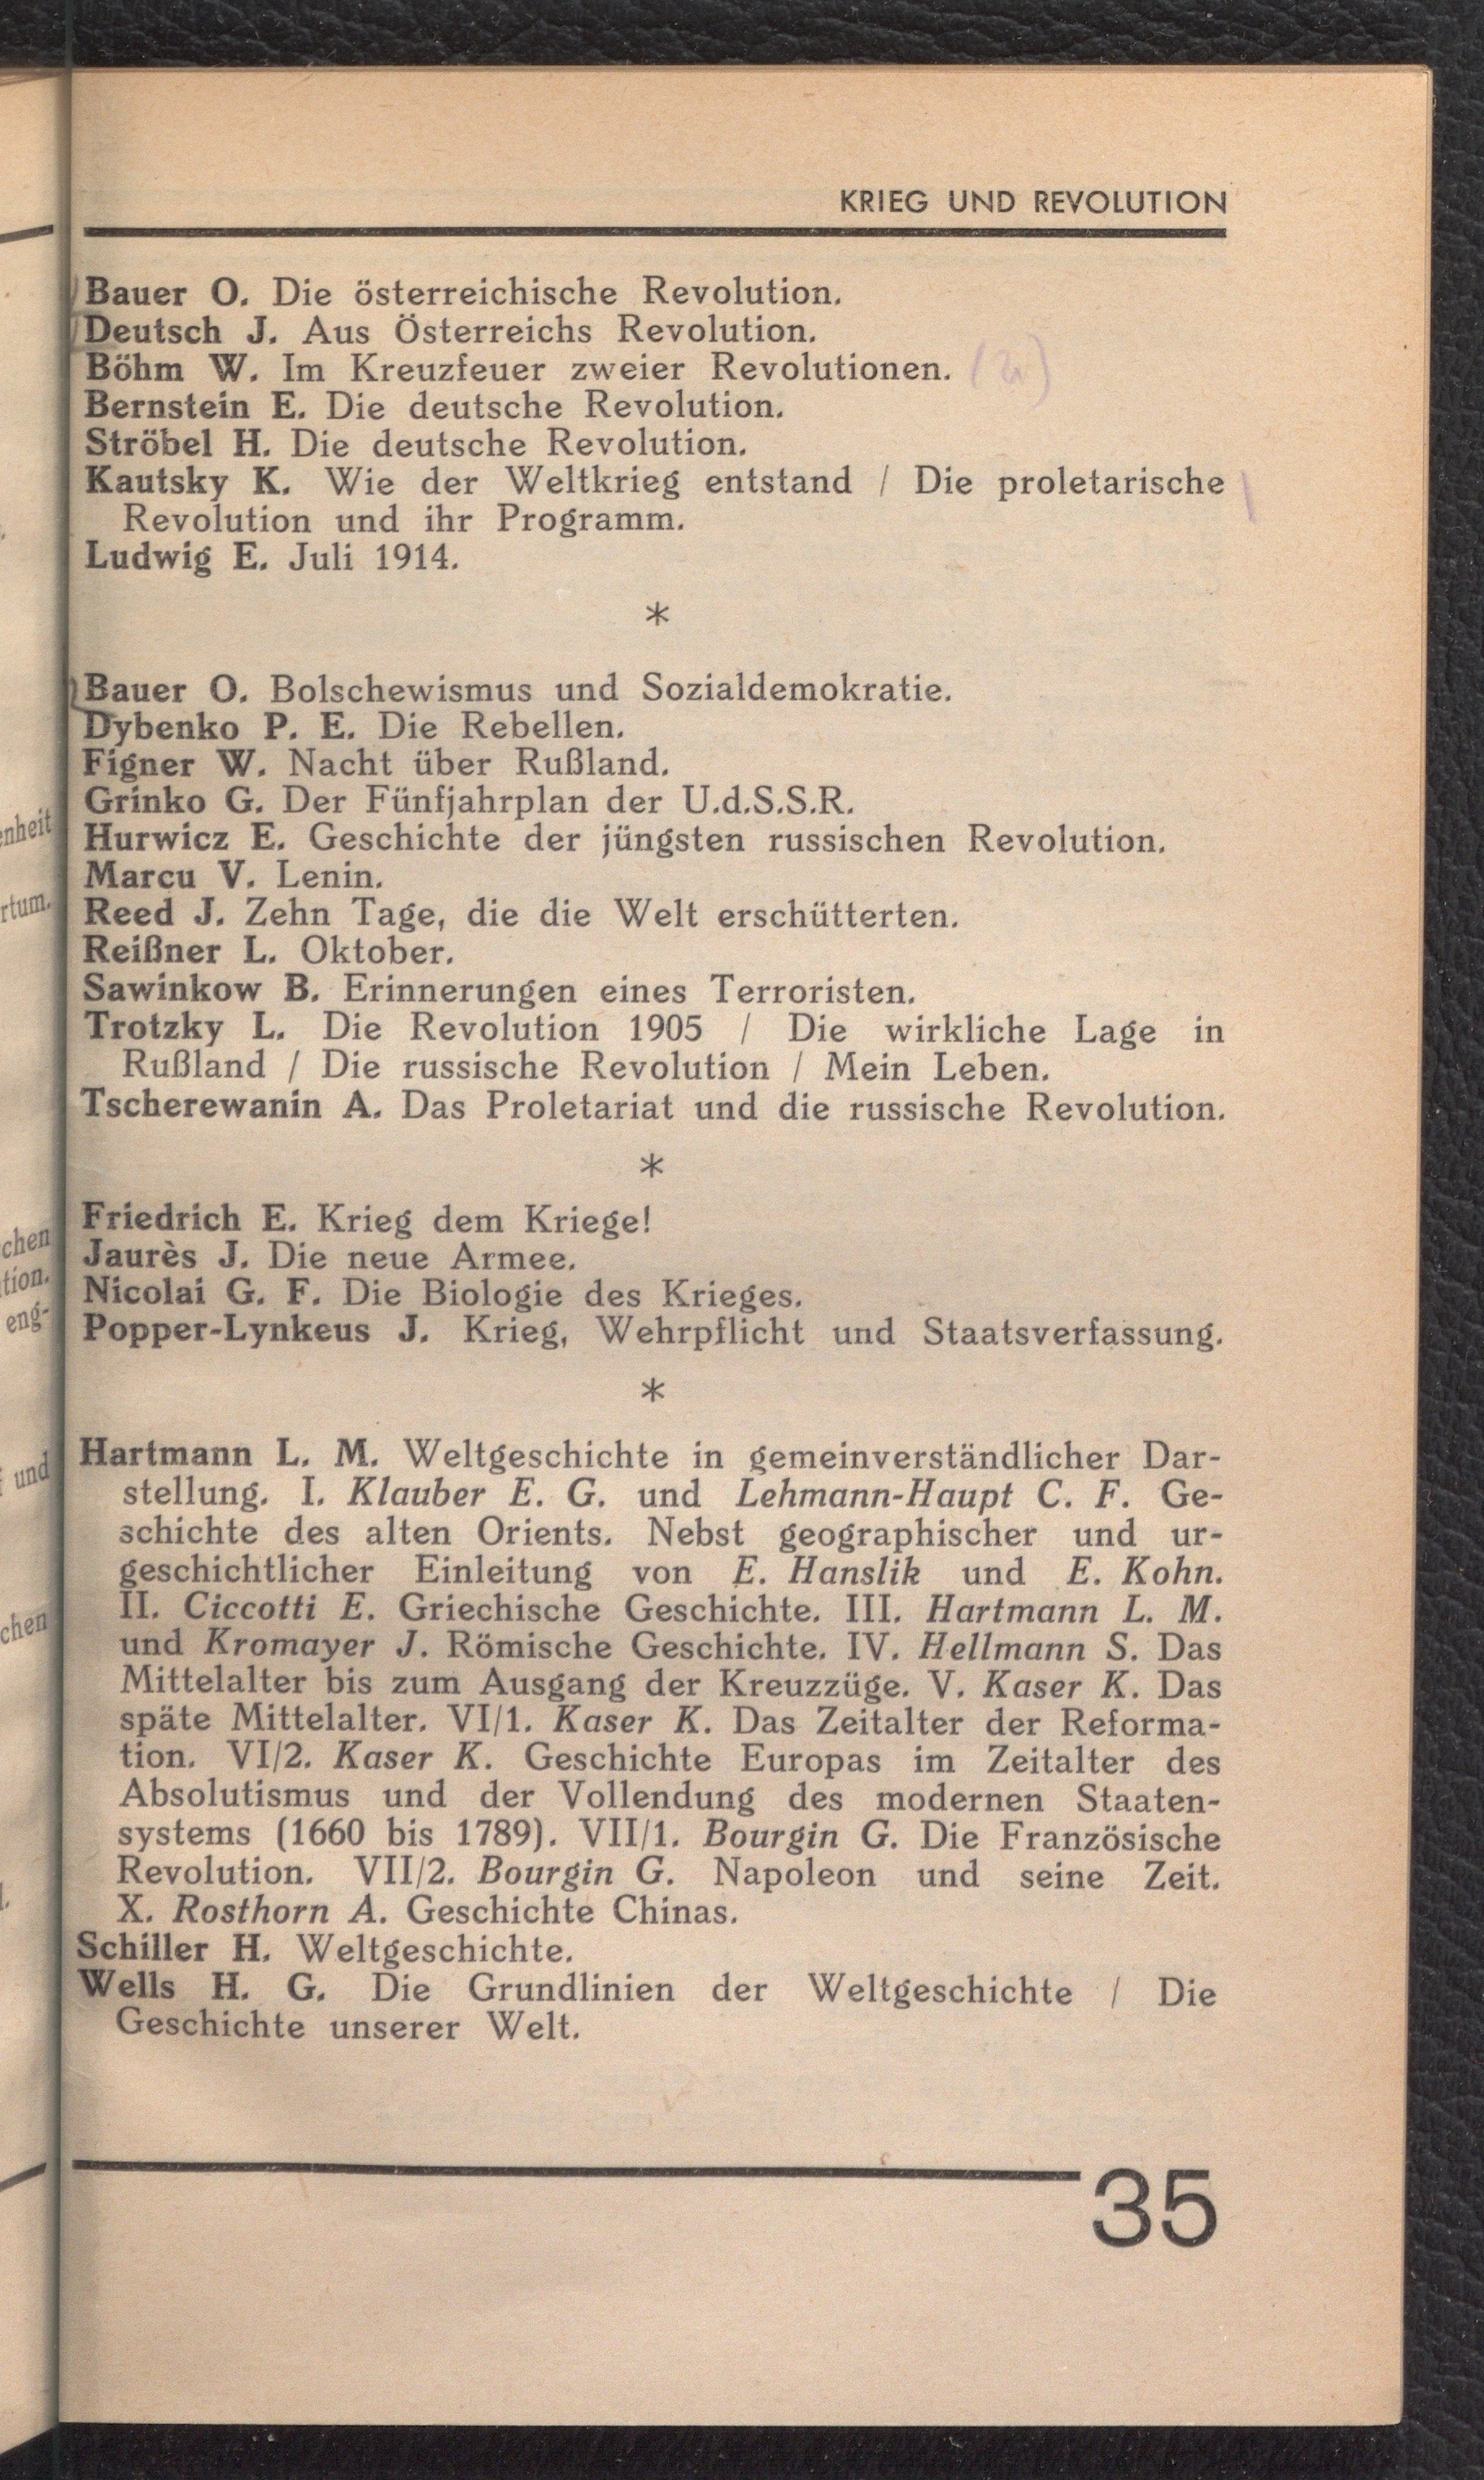 KRIEG UND REVOLUTION
Bauer O. Die österreichische Revolution.
Deutsch J. Aus Österreichs Revolution.
Böhm W. Im Kreuzfeuer zweier Revolutionen.
Bernstein E. Die deutsche Revolution.
Ströbel H. Die deutsche Revolution.
Kautsky K. Wie der Weltkrieg entstand / Die proletarische
Revolution und ihr Programm.
Ludwig E. Juli 1914.
*
Bauer O. Bolschewismus und Sozialdemokratie.
Dybenko P. E. Die Rebellen.
Figner W. Nacht über Rußland.
Grinko G. Der Fünfjahrplan der U.d.S.S.R.
Hurwicz E. Geschichte der jüngsten russischen Revolution.
Marcu V. Lenin.
Reed J. Zehn Tage, die die Welt erschütterten.
Reißner L. Oktober.
Sawinkow B. Erinnerungen eines Terroristen.
Trotzky L. Die Revolution 1905 / Die wirkliche Lage in
Rußland / Die russische Revolution / Mein Leben.
Tscherewanin A. Das Proletariat und die russische Revolution.
*
Friedrich E. Krieg dem Kriege!
Jaurès J. Die neue Armee.
Nicolai G. F. Die Biologie des Krieges.
Popper-Lynkeus J. Krieg, Wehrpflicht und Staatsverfassung.
*
Hartmann L. M. Weltgeschichte in gemeinverständlicher Dar-
stellung. I. Klauber E. G. und Lehmann-Haupt C. F. Ge-
schichte des alten Orients. Nebst geographischer und ur-
geschichtlicher Einleitung von E. Hanslik und E. Kohn.
II. Ciccotti E. Griechische Geschichte. III. Hartmann L. M.
und Kromayer J. Römische Geschichte. IV. Hellmann S. Das
Mittelalter bis zum Ausgang der Kreuzzüge. V. Kaser K. Das
späte Mittelalter. VI/1. Kaser K. Das Zeitalter der Reforma-
tion. VI/2. Kaser K. Geschichte Europas im Zeitalter des
Absolutismus und der Vollendung des modernen Staaten-
systems (1660 bis 1789). VII/1. Bourgin G. Die Französische
Revolution. VII/2. Bourgin G. Napoleon und seine Zeit.
X. Rosthorn A. Geschichte Chinas.
Schiller H. Weltgeschichte.
Wells H. G. Die Grundlinien der Weltgeschichte / Die
Geschichte unserer Welt.
35